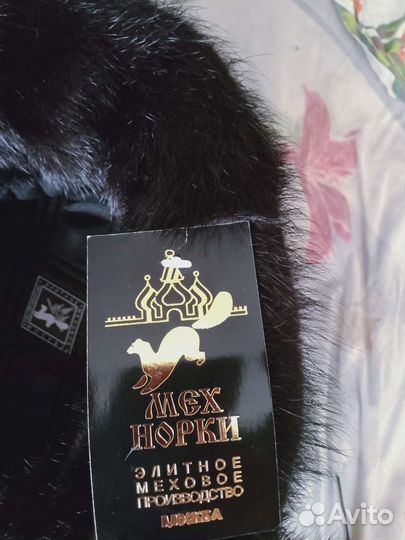 МЕХ
НОРКИ
ЭЛИТНОЕ
МЕХОВОЕ
ПРОИЗВОДСТВО
МОСКВА
Avito